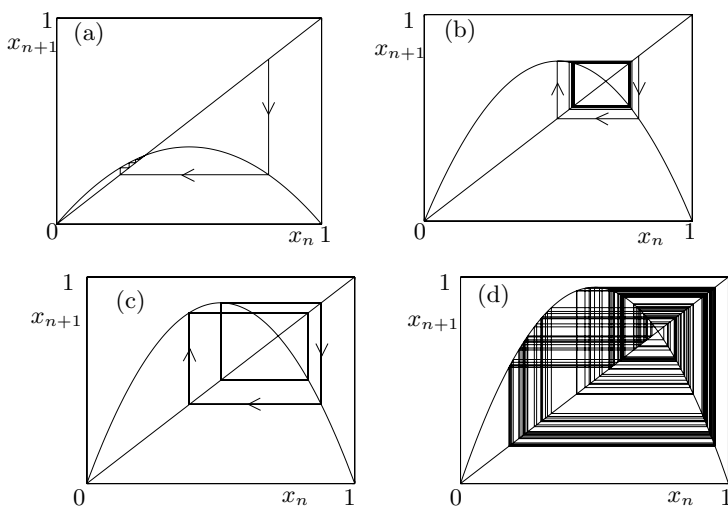 1
(a)
x_{n+1}
0
x_n
1
1
(b)
x_{n+1}
0
x_n
1
1
(c)
x_{n+1}
0
x_n
1
1
(d)
x_{n+1}
0
x_n
1